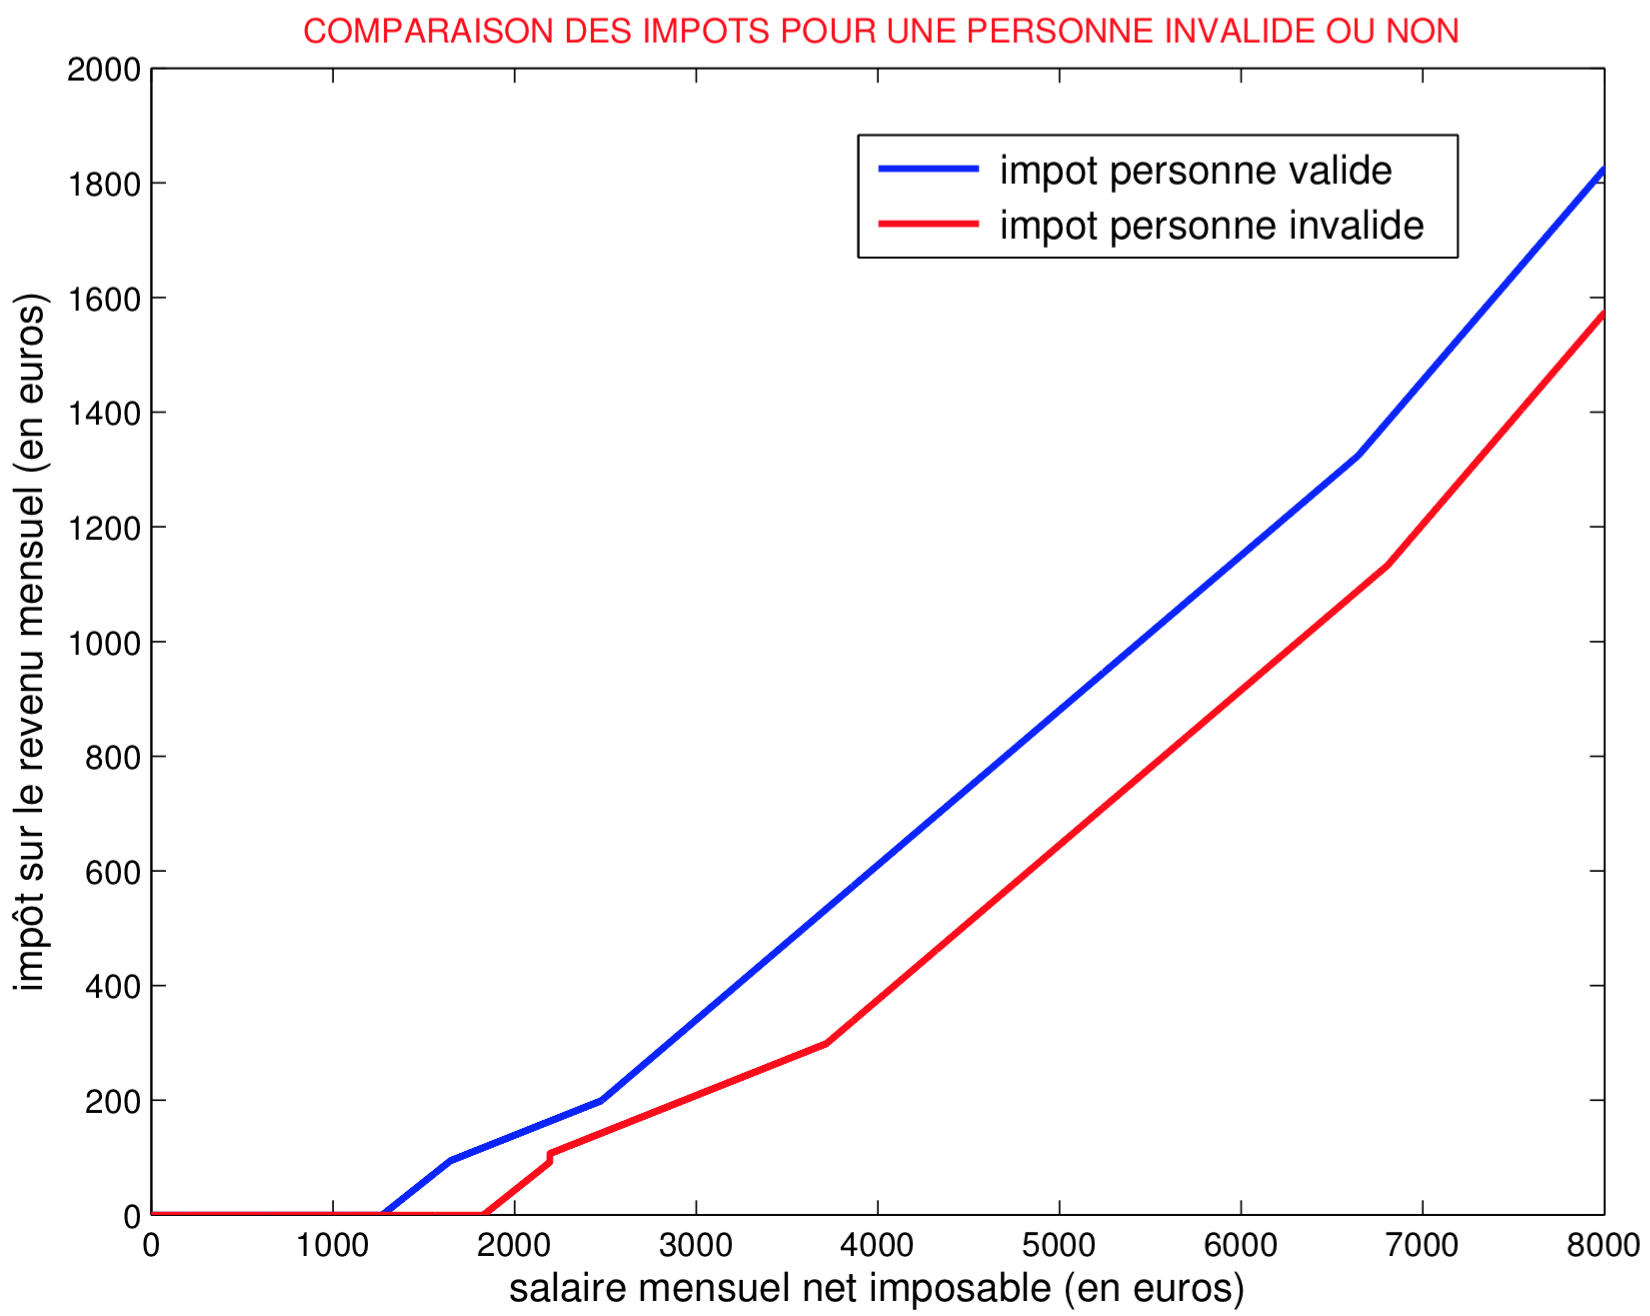 COMPARAISON DES IMPOTS POUR UNE PERSONNE INVALIDE OU NON
2000
1800
1600
1400
1200
1000
800
600
400
200
0
impôt sur le revenu mensuel (en euros)
impot personne valide
impot personne invalide
0 1000 2000 3000 4000 5000 6000 7000 8000
salaire mensuel net imposable (en euros)